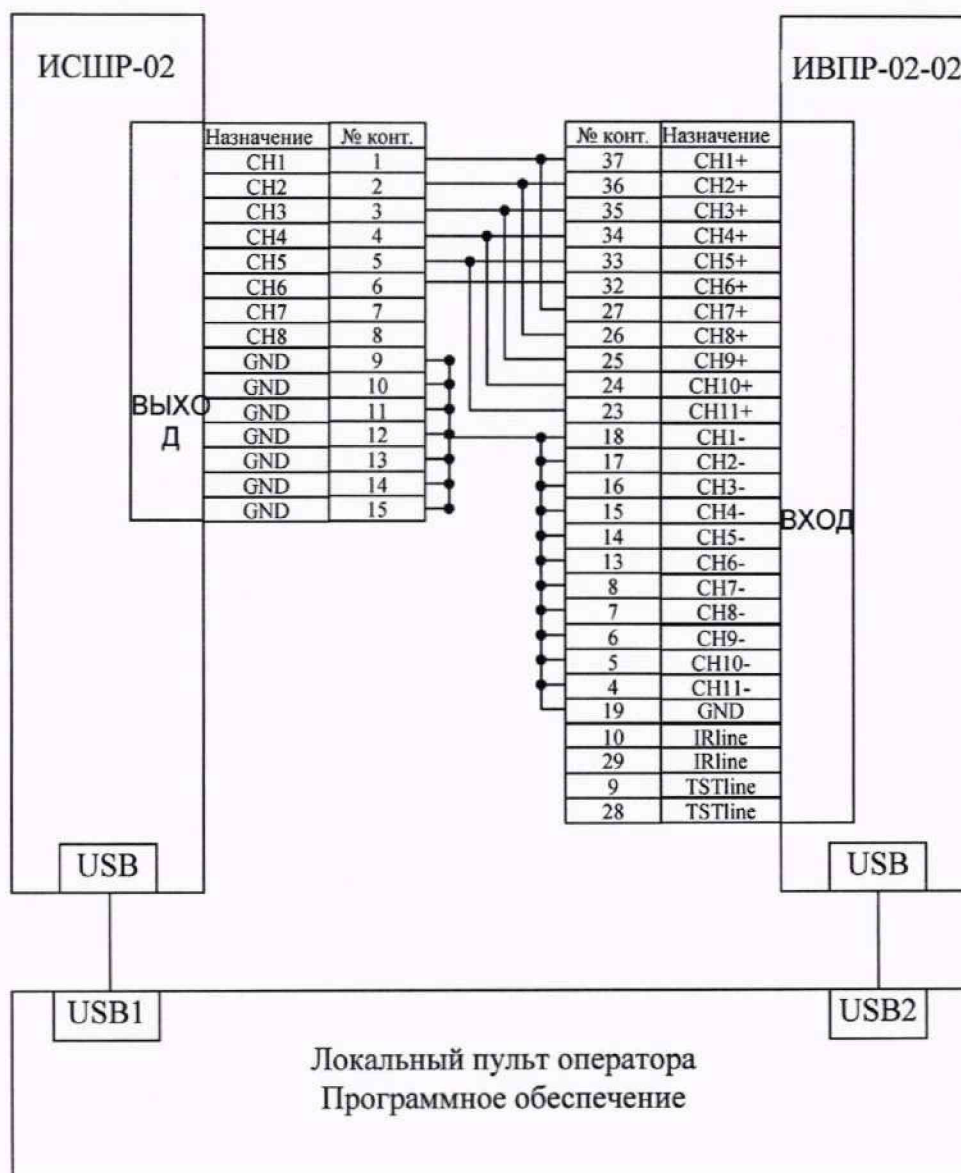 ИСШР-02
ИВПР-02-02
Назначение № конт.
CH1 1
CH2 2
CH3 3
CH4 4
CH5 5
CH6 6
CH7 7
CH8 8
GND 9
GND 10
GND 11
GND 12
GND 13
GND 14
GND 15
ВЫХО
Д
№ конт. Назначение
37 CH1+
36 CH2+
35 CH3+
34 CH4+
33 CH5+
32 CH6+
27 CH7+
26 CH8+
25 CH9+
24 CH10+
23 CH11+
18 CH1-
17 CH2-
16 CH3-
15 CH4-
14 CH5-
13 CH6-
8 CH7-
7 CH8-
6 CH9-
5 CH10-
4 CH11-
19 GND
10 IRline
29 IRline
9 TSTline
28 TSTline
ВХОД
USB
USB
USB1
USB2
Локальный пульт оператора
Программное обеспечение